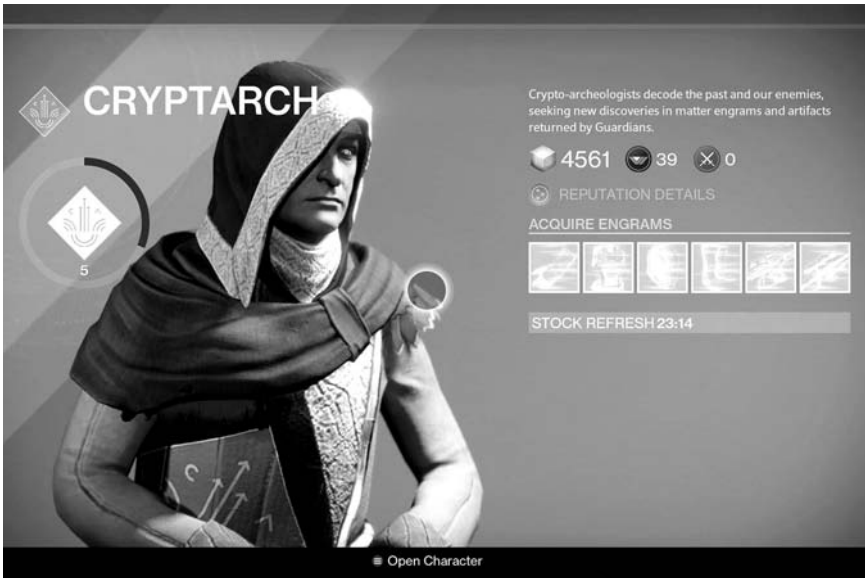 CRYPTARCH
5
Crypto-archeologists decode the past and our enemies,
seeking new discoveries in matter engrams and artifacts
returned by Guardians.
4561 39 0
REPUTATION DETAILS
ACQUIRE ENGRAMS
STOCK REFRESH 23:14
Open Character